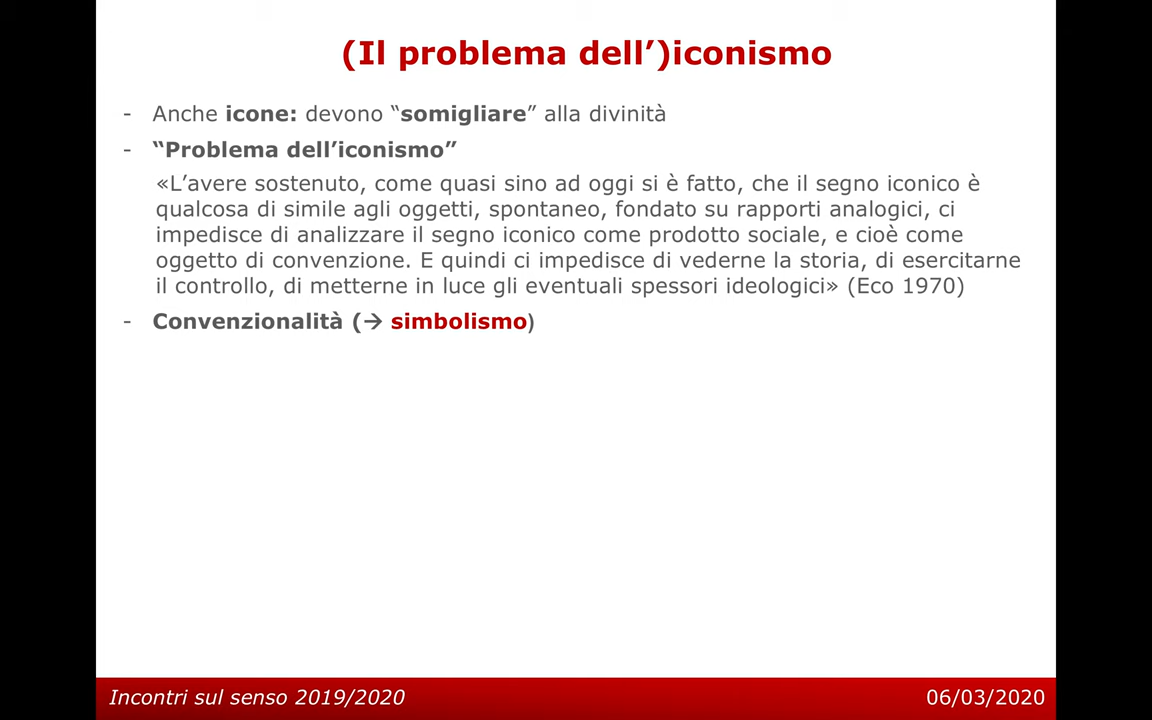 (Il problema dell’)iconismo
- Anche icone: devono “somigliare” alla divinità
- “Problema dell’iconismo”
«L’avere sostenuto, come quasi sino ad oggi si è fatto, che il segno iconico è
qualcosa di simile agli oggetti, spontaneo, fondato su rapporti analogici, ci
impedisce di analizzare il segno iconico come prodotto sociale, e cioè come
oggetto di convenzione. E quindi ci impedisce di vederne la storia, di esercitarne
il controllo, di metterne in luce gli eventuali spessori ideologici» (Eco 1970)
- Convenzionalità (→ simbolismo)
Incontri sul senso 2019/2020
06/03/2020